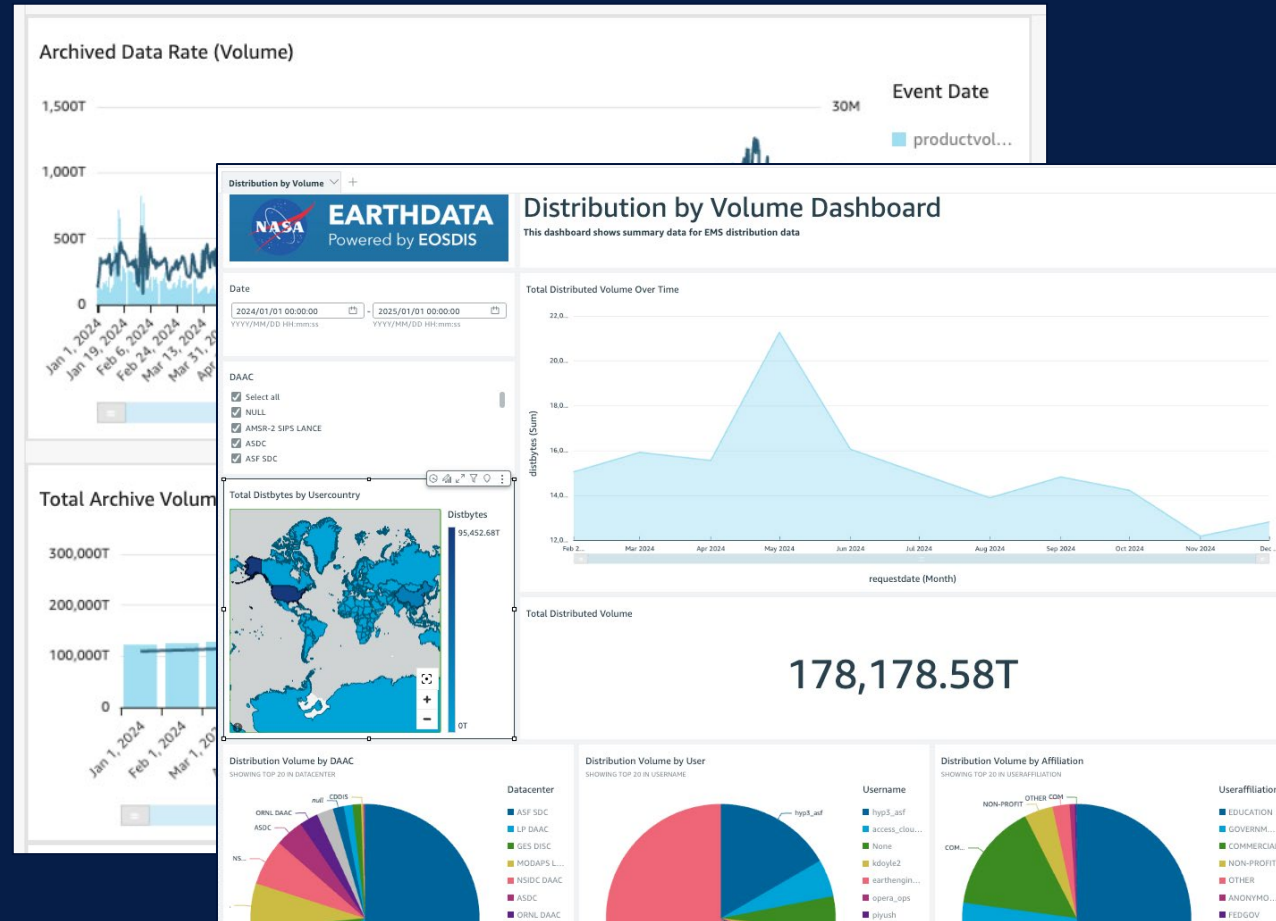 Archived Data Rate (Volume)
1,500T
1,000T
500T
0
30M
Event Date
productvol...
Jan 1, 2024
Jan 19, 2024
Feb 6, 2024
Feb 24, 2024
Mar 13, 2024
Mar 31, 2
Apr
Total Archive Volum
300,000T
200,000T
100,000T
0
Jan 1, 2024
Feb 1, 2024
Mar 1, 20
Distribution by Volume
NASA
EARTHDATA
Powered by EOSDIS
Distribution by Volume Dashboard
This dashboard shows summary data for EMS distribution data
Date
2024/01/01 00:00:00 - 2025/01/01 00:00:00
YYYY/MM/DD HH:mm:ss YYYY/MM/DD HH:mm:ss
DAAC
Select all
NULL
AMSR-2 SIPS LANCE
ASDC
ASF SDC
Total Distbytes by Usercountry
Distbytes
95,452.68T
0T
Total Distributed Volume Over Time
distbytes (Sum)
22,0...
20,0...
18,0...
16,0...
14,0...
12,0...
Feb 2... Mar 2024 Apr 2024 May 2024 Jun 2024 Jul 2024 Aug 2024 Sep 2024 Oct 2024 Nov 2024 Dec...
requestdate (Month)
Total Distributed Volume
178,178.58T
Distribution Volume by DAAC
SHOWING TOP 20 IN DATACENTER
null
CDDIS
ORNL DAAC
ASDC
NS...
Datacenter
ASF SDC
LP DAAC
GES DISC
MODAPS L...
NSIDC DAAC
ASDC
ORNL DAAC
Distribution Volume by User
SHOWING TOP 20 IN USERNAME
hyp3_asf
Username
hyp3_asf
access_clou...
None
kdoyle2
earthengin...
opera_ops
piyush
Distribution Volume by Affiliation
SHOWING TOP 20 IN USERAFFILIATION
OTHER COM
NON-PROFIT
COM...
Useraffiliation
EDUCATION
GOVERNM...
COMMERCIAL
NON-PROFIT
OTHER
ANONYMO...
FEDGOV